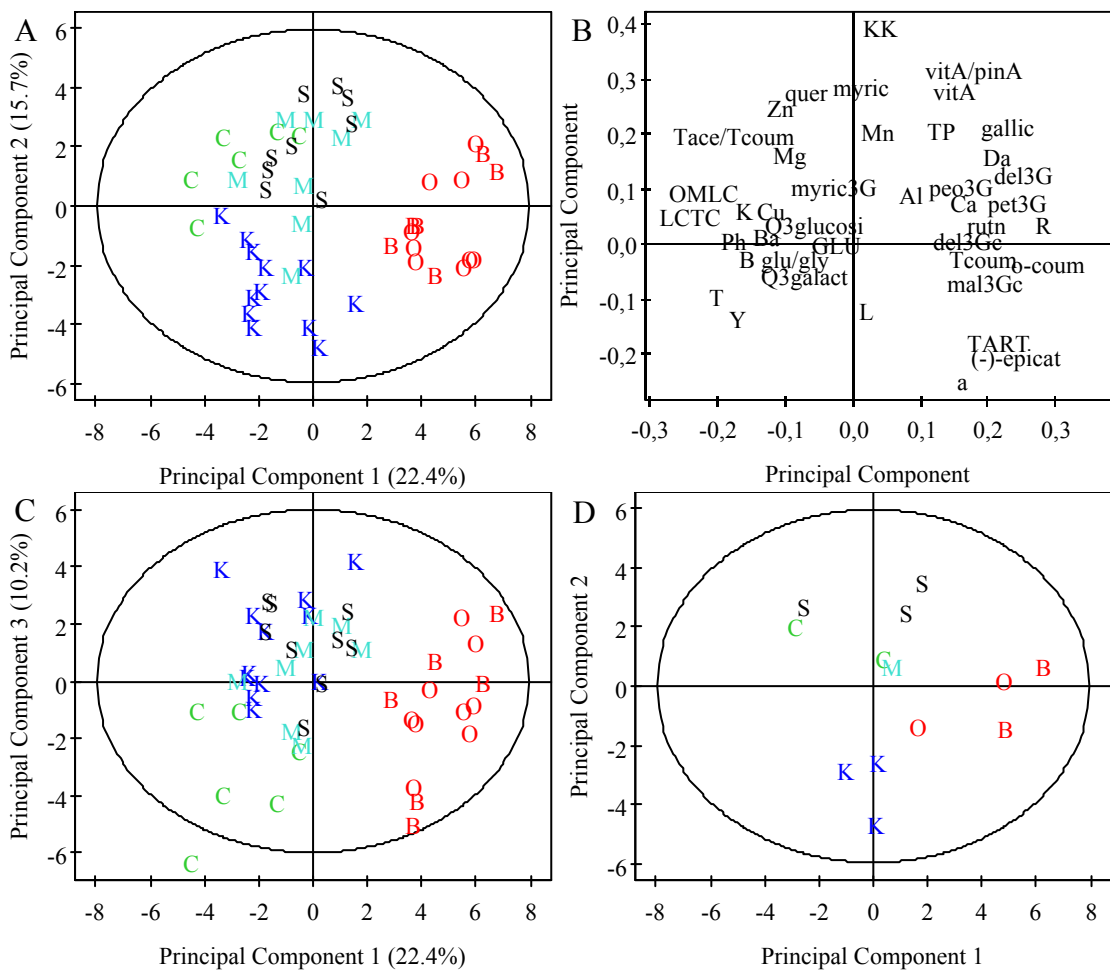 A
Principal Component 2 (15.7%)
6
4
2
0
-2
-4
-6
S S S S
M M M M
C C C
S O B
C S C M S O O B
S S
C M K
M B B O
K K B O
K K K M O O O B
K K K
K K K K
K
-8 -6 -4 -2 0 2 4 6 8
Principal Component 1 (22.4%)
B
Principal Component
0,4
0,3
0,2
0,1
0,0
-0,1
-0,2
KK
vitA/pinA
quer myric vitA
Zn
Tace/Tcoum Mn TP gallic
Mg Da
del3G
OMLC myric3G Al peo3G
LCTC K Cu Ca pet3G
Q3glucosi rutn R
Ph Ba GLU del3Gc
B glu/gly Tcoum o-coum
Q3galact mal3Gc
T
Y L
TART
(-)-epicat
a
-0,3 -0,2 -0,1 0,0 0,1 0,2 0,3
Principal Component
C
Principal Component 3 (10.2%)
6
4
2
0
-2
-4
-6
K K
K
S S S O B
K K M
K S M
S M S S M O
M B
M K K S O B
K K B O
C C K O O O
S M O
M C
C C O B
B
C
-8 -6 -4 -2 0 2 4 6 8
Principal Component 1 (22.4%)
D
Principal Component 2
6
4
2
0
-2
-4
-6
S
S S
C
C M B
O
O B
K K
K
-8 -6 -4 -2 0 2 4 6 8
Principal Component 1